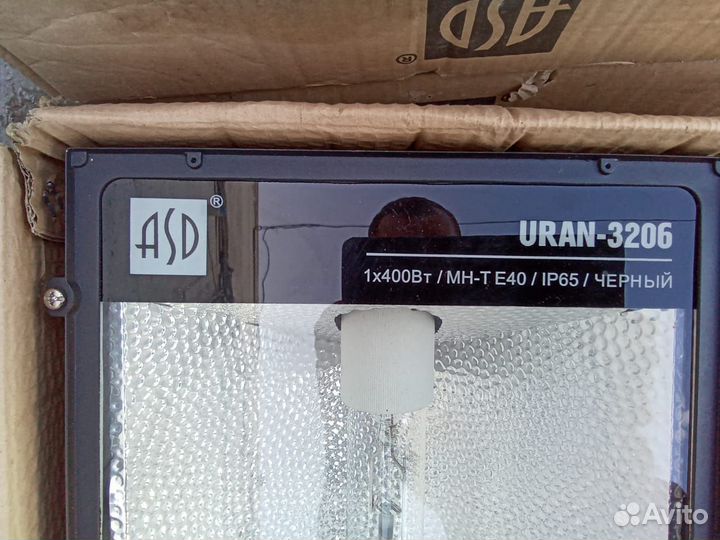 ASD®
ASD®
URAN-3206
1x400Вт / MH-T E40 / IP65 / ЧЕРНЫЙ
Avito